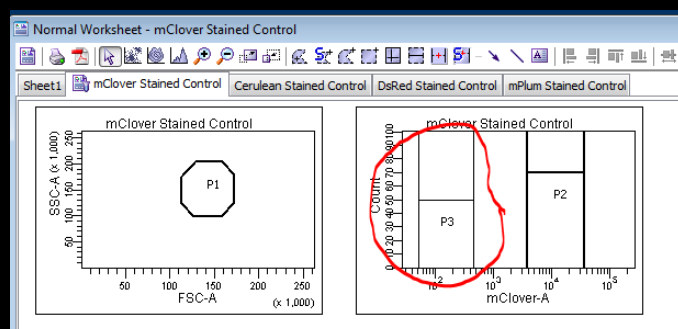 Normal Worksheet - mClover Stained Control
Sheet1 mClover Stained Control Cerulean Stained Control DsRed Stained Control mPlum Stained Control
mClover Stained Control
SSC-A (x 1,000)
50 100 150 200 250
P1
50 100 150 200 250
FSC-A
(x 1,000)
mClover Stained Control
Count
0 10 20 30 40 50 60 70 80 90 100
P3
P2
10² 10³ 10⁴ 10⁵
mClover-A